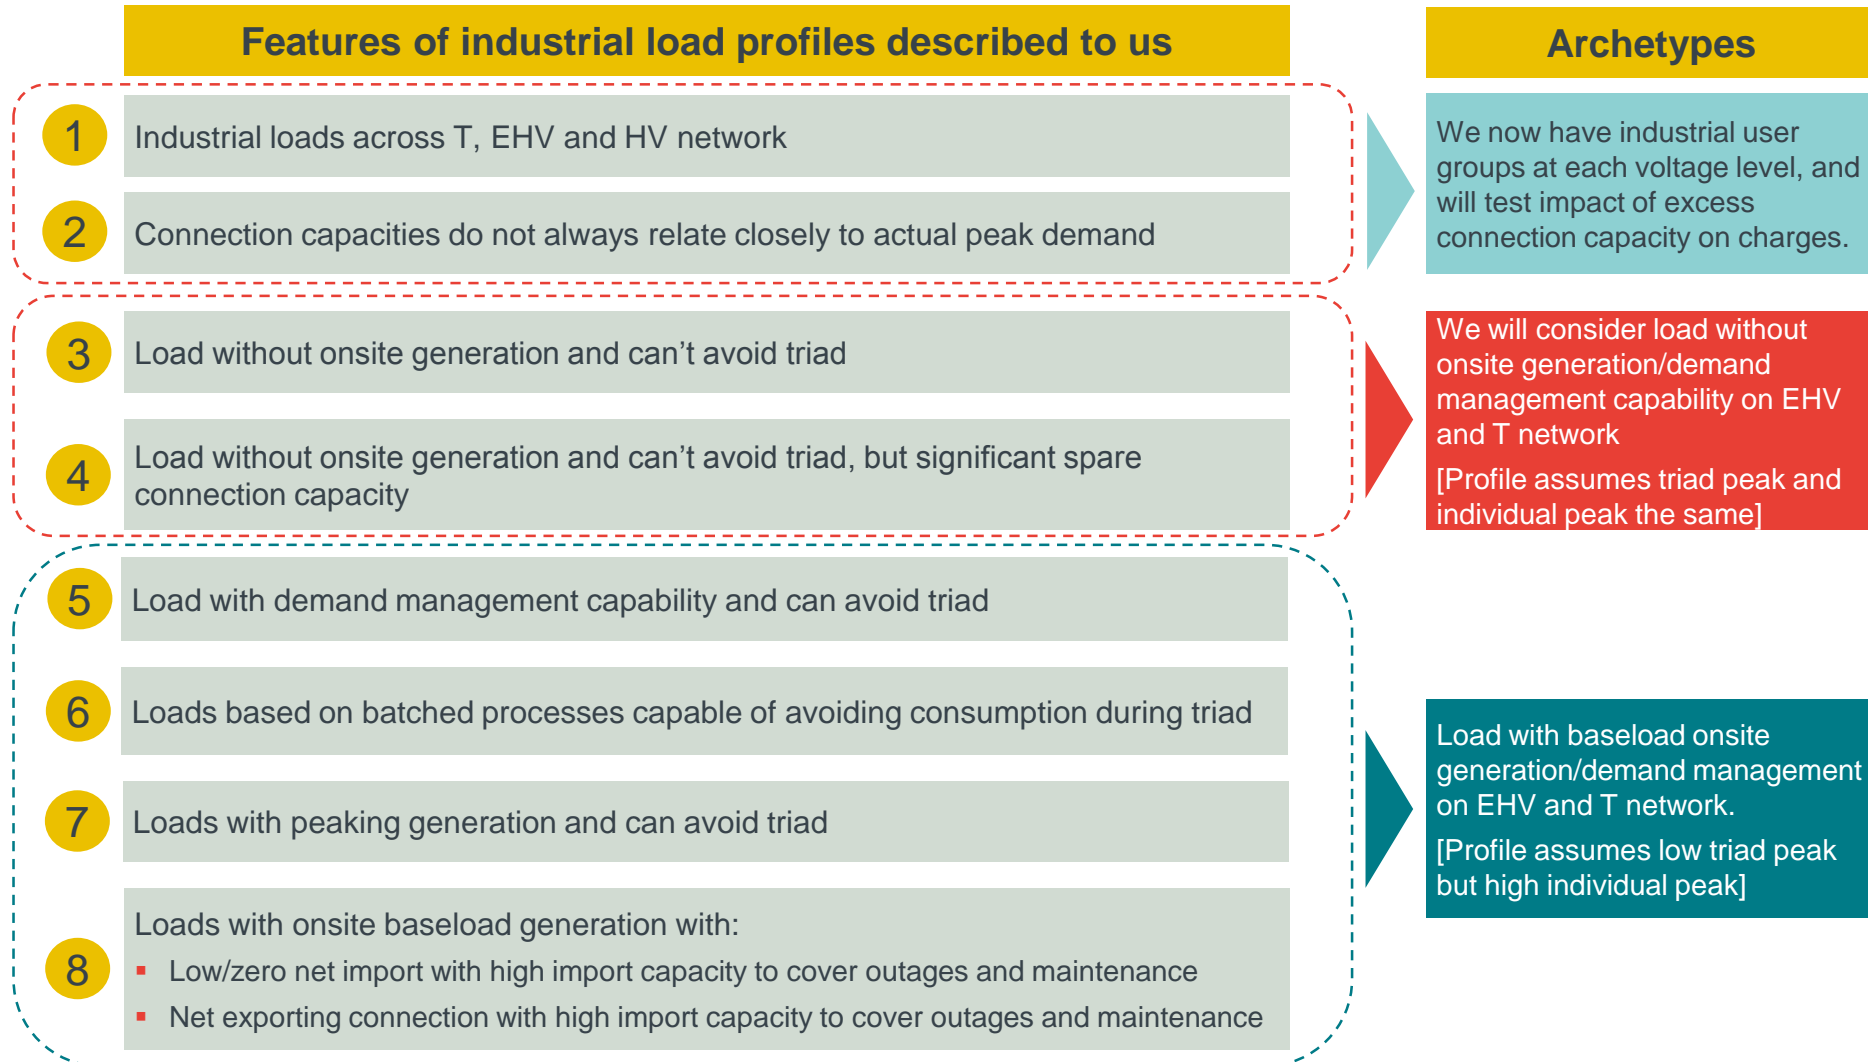 Features of industrial load profiles described to us
Archetypes
1
Industrial loads across T, EHV and HV network
2
Connection capacities do not always relate closely to actual peak demand
We now have industrial user
groups at each voltage level, and
will test impact of excess
connection capacity on charges.
3
Load without onsite generation and can't avoid triad
4
Load without onsite generation and can't avoid triad, but significant spare
connection capacity
We will consider load without
onsite generation/demand
management capability on EHV
and T network
[Profile assumes triad peak and
individual peak the same]
5
Load with demand management capability and can avoid triad
6
Loads based on batched processes capable of avoiding consumption during triad
7
Loads with peaking generation and can avoid triad
8
Loads with onsite baseload generation with:
▪ Low/zero net import with high import capacity to cover outages and maintenance
▪ Net exporting connection with high import capacity to cover outages and maintenance
Load with baseload onsite
generation/demand management
on EHV and T network.
[Profile assumes low triad peak
but high individual peak]